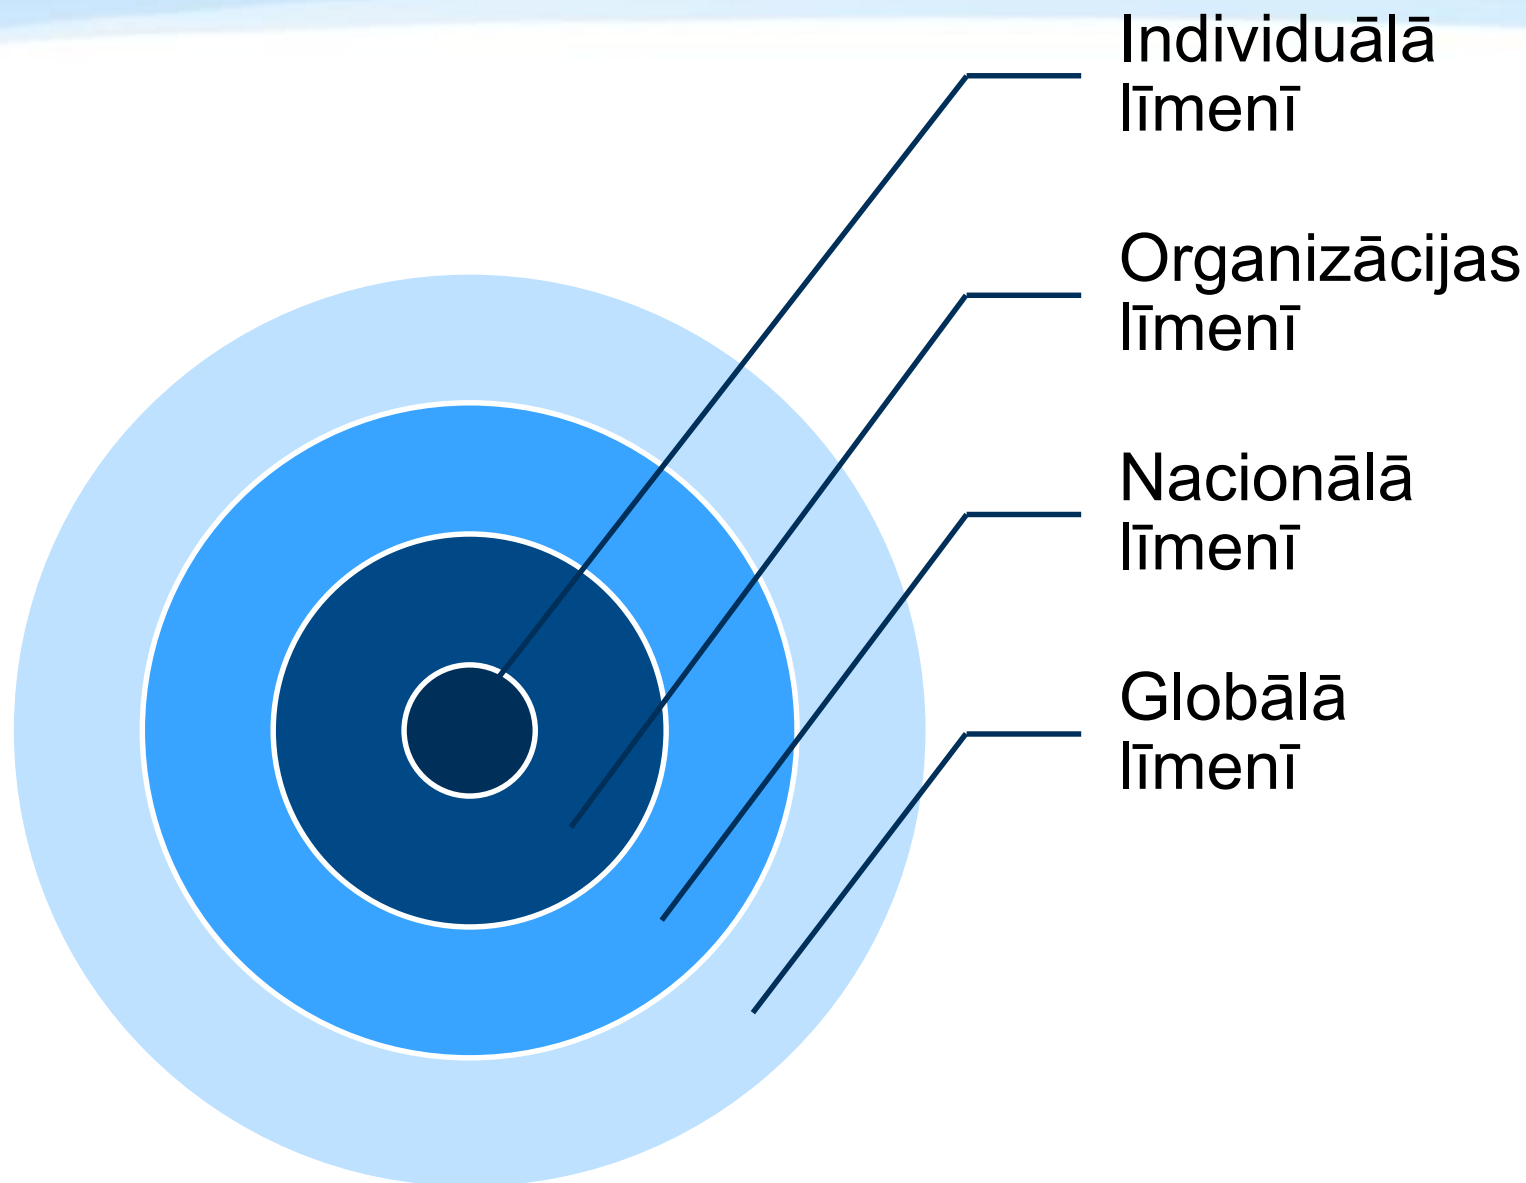 Individuālā
līmenī
Organizācijas
līmenī
Nacionālā
līmenī
Globālā
līmenī